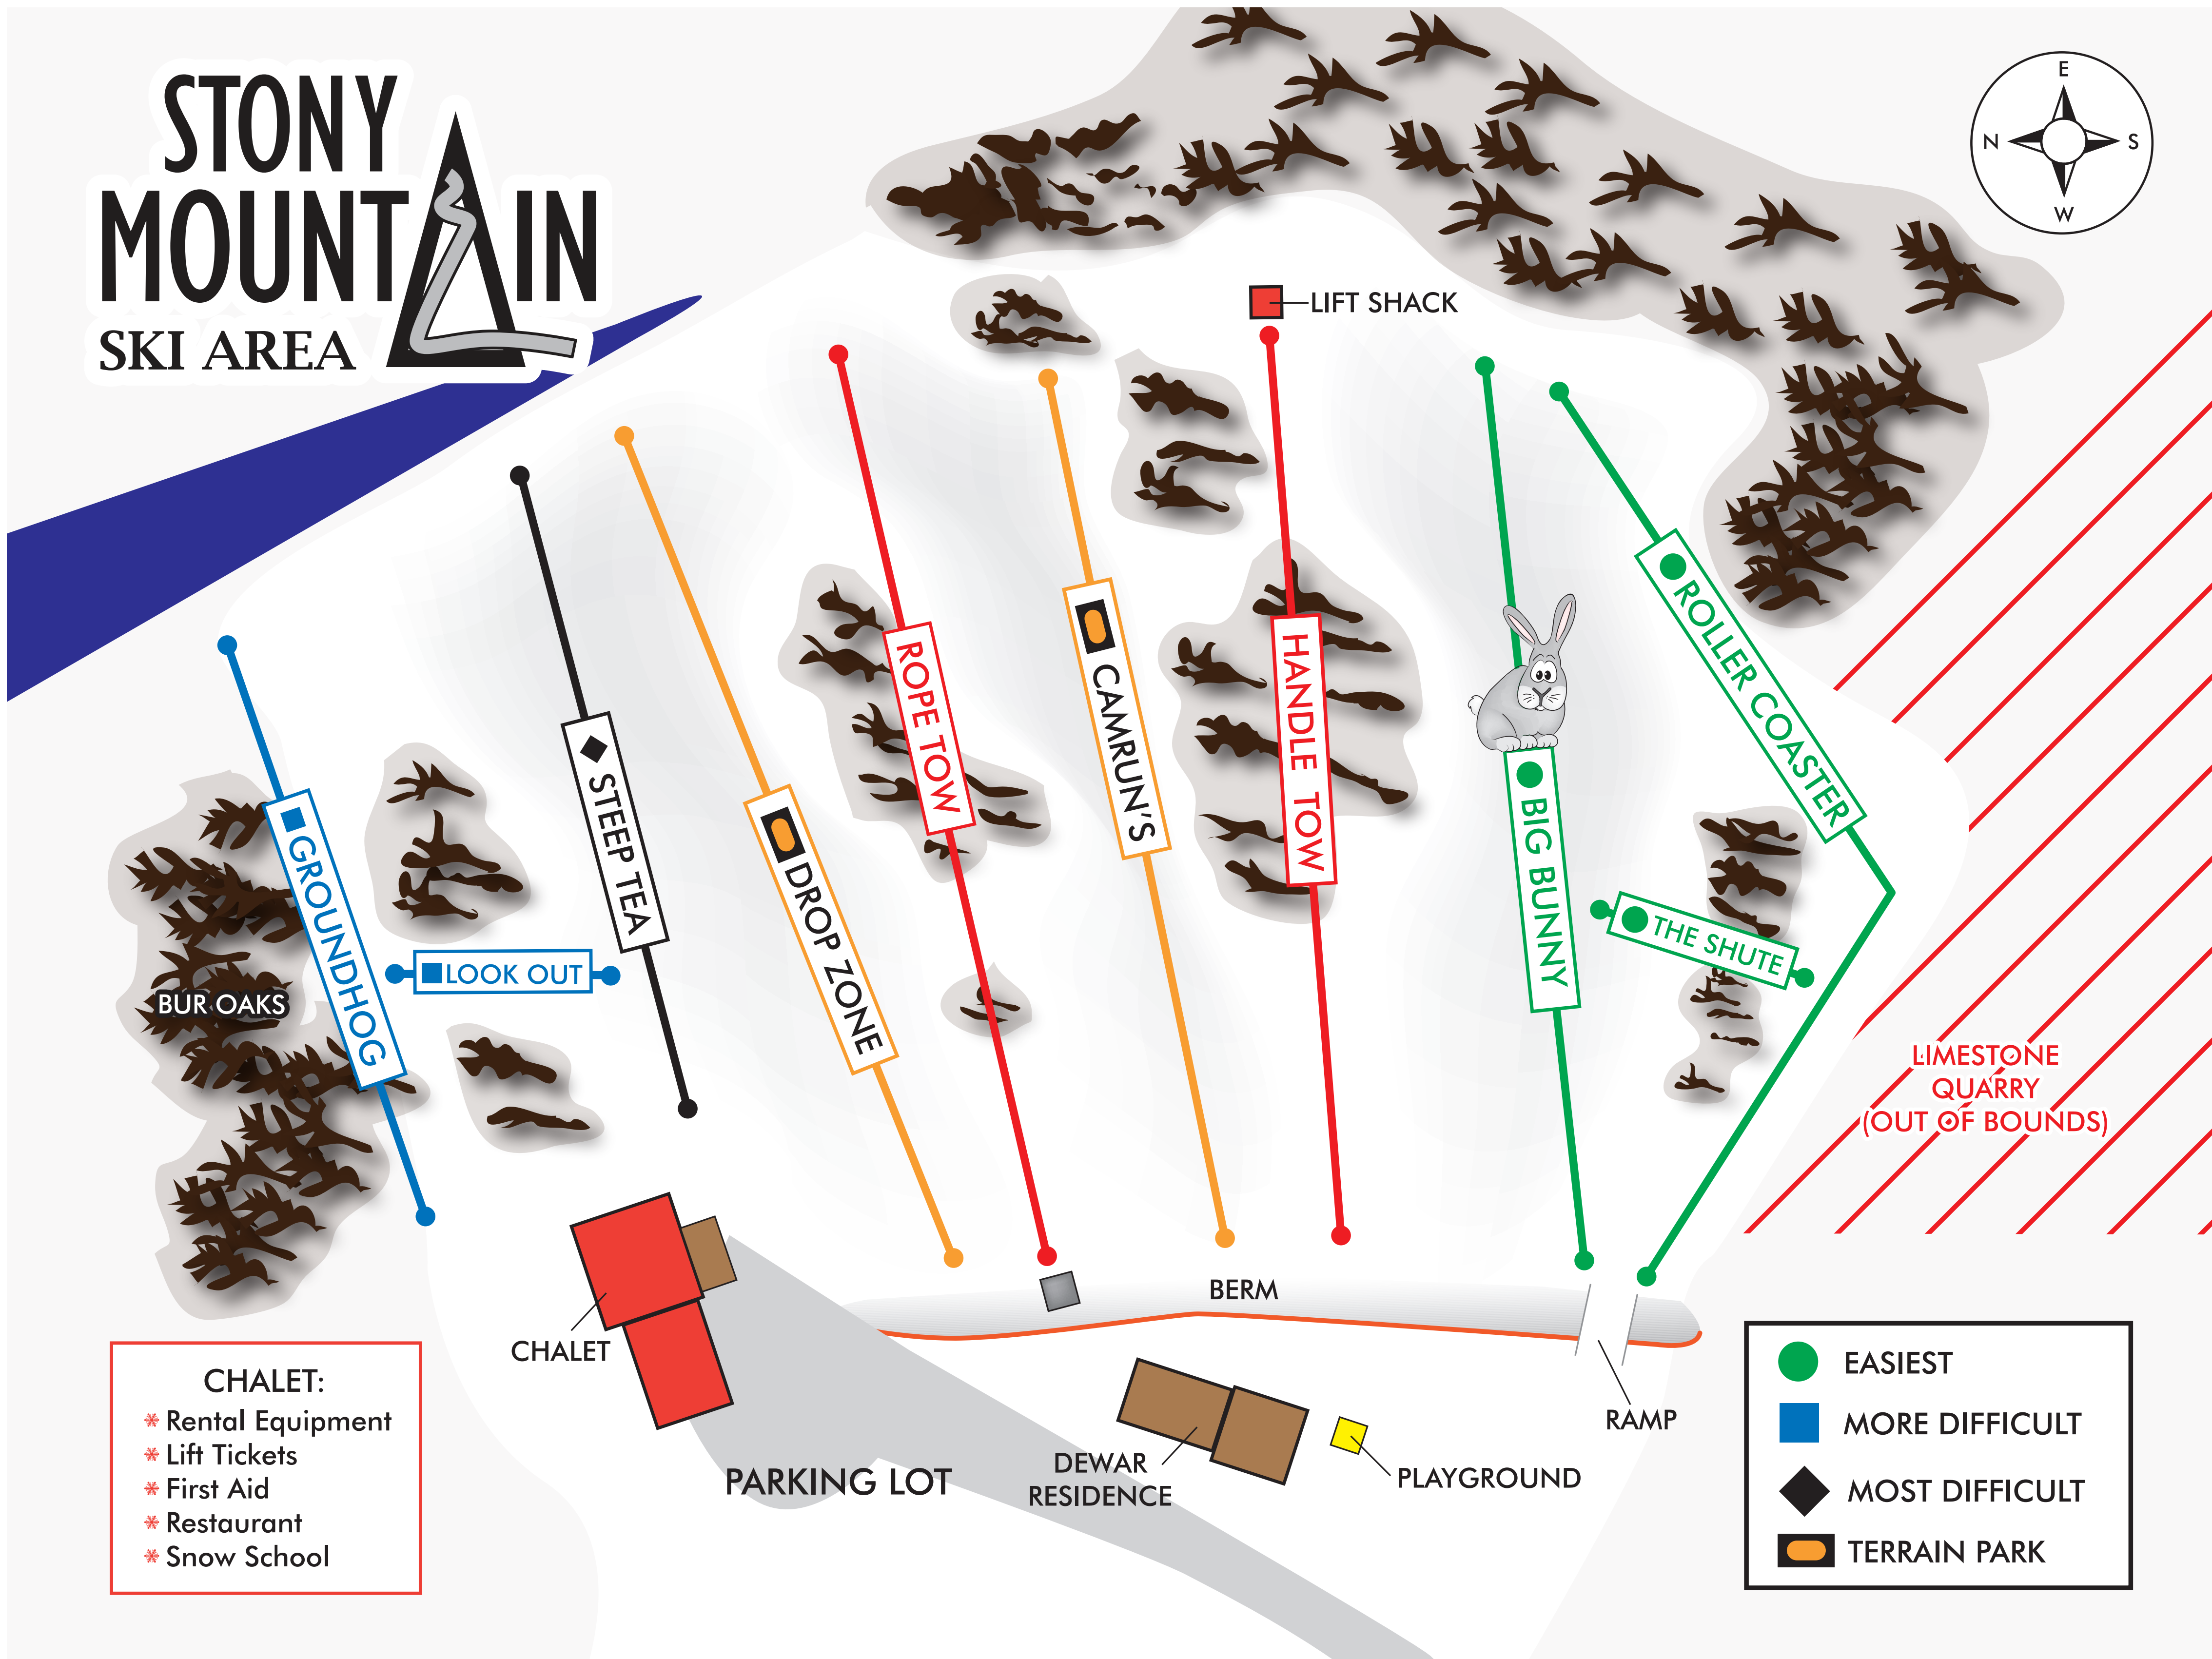 STONY
MOUNTAIN
SKI AREA
E
N
S
W
LIFT SHACK
ROPE TOW
CAMRUN'S
HANDLE TOW
ROLLER COASTER
STEEP TEA
BIG BUNNY
GROUNDHOG
DROP ZONE
THE SHUTE
LOOK OUT
BUR OAKS
LIMESTONE
QUARRY
(OUT OF BOUNDS)
BERM
CHALET
RAMP
DEWAR
RESIDENCE
PLAYGROUND
PARKING LOT
CHALET:
Rental Equipment
Lift Tickets
First Aid
Restaurant
Snow School
EASIEST
MORE DIFFICULT
MOST DIFFICULT
TERRAIN PARK